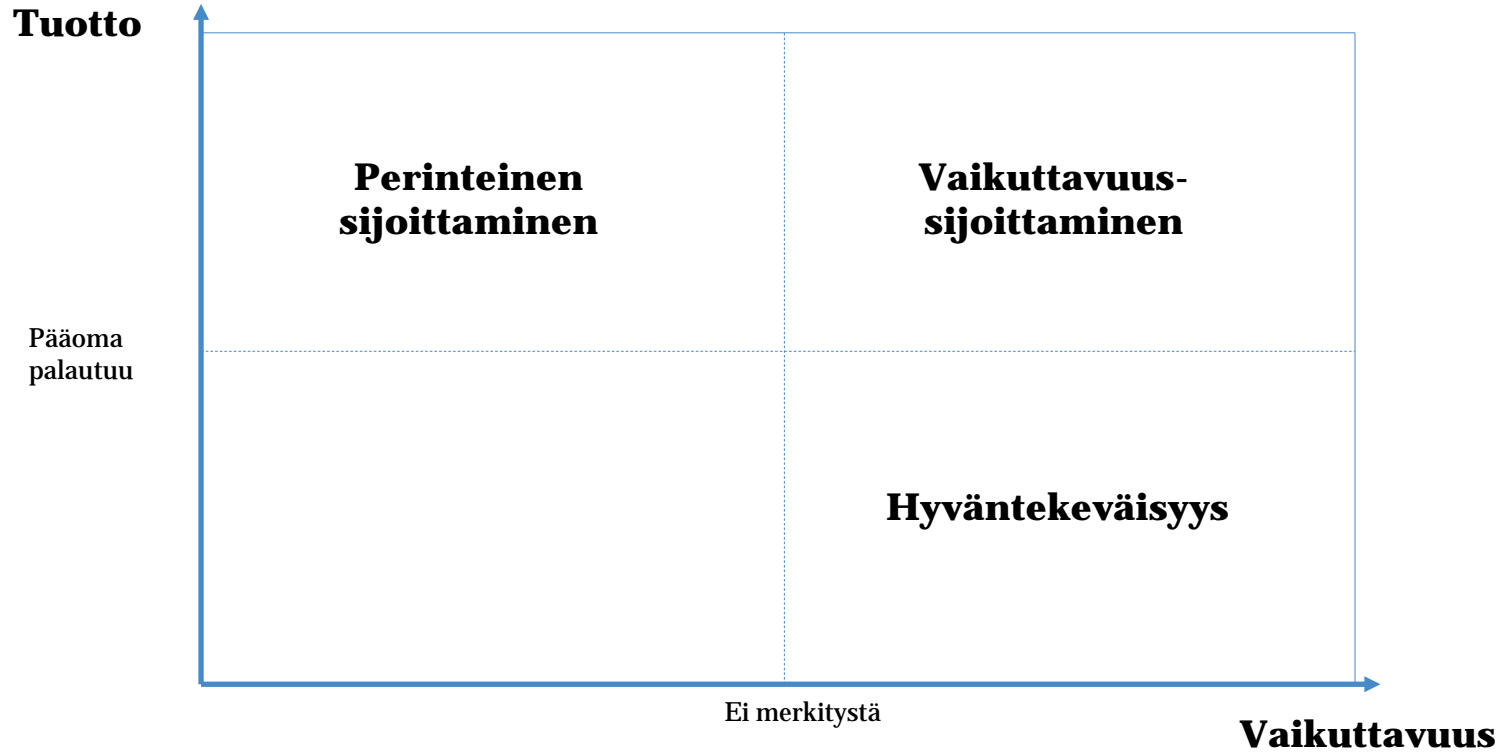 Tuotto
Perinteinen
sijoittaminen
Vaikuttavuus-
sijoittaminen
Pääoma
palautuu
Hyväntekeväisyys
Ei merkitystä
Vaikuttavuus